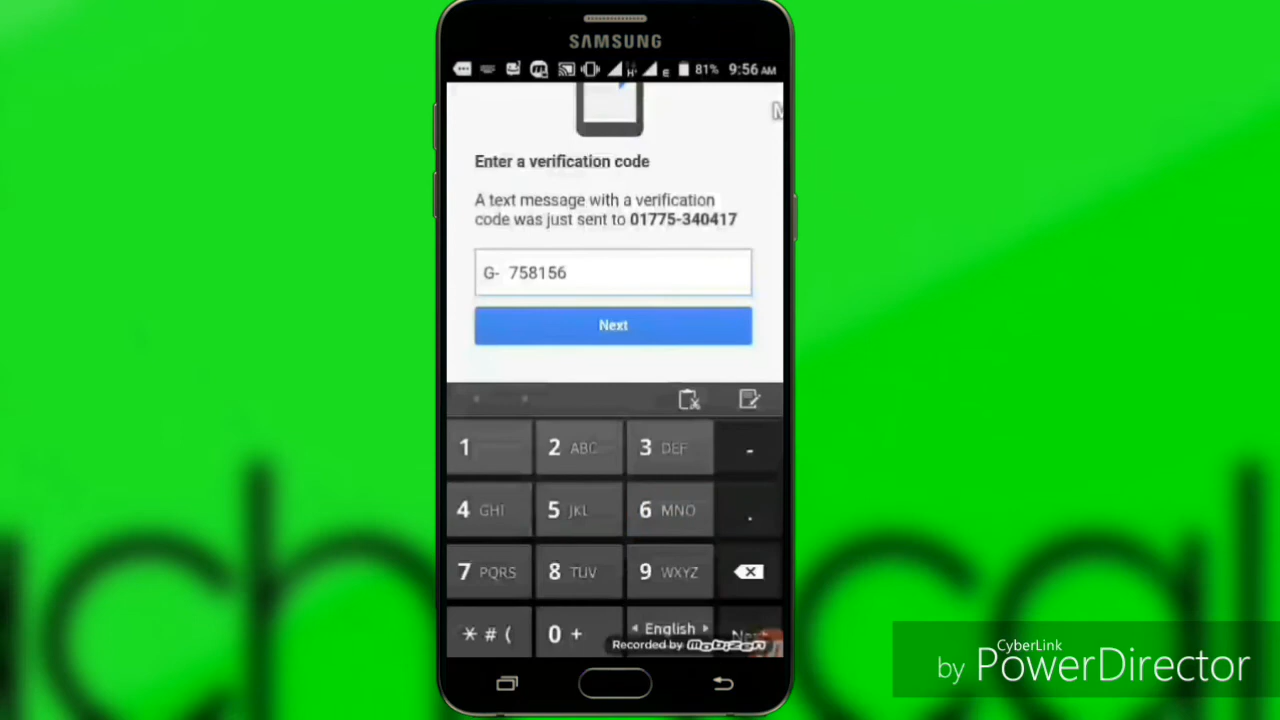 SAMSUNG
81% 9:56 AM
Enter a verification code
A text message with a verification
code was just sent to 01775-340417
G- 758156
Next
1 2 ABC 3 DEF -
4 GHI 5 JKL 6 MNO .
7 PQRS 8 TUV 9 WXYZ
* # ( 0 + English
Recorded by mobizen
CyberLink
by PowerDirector